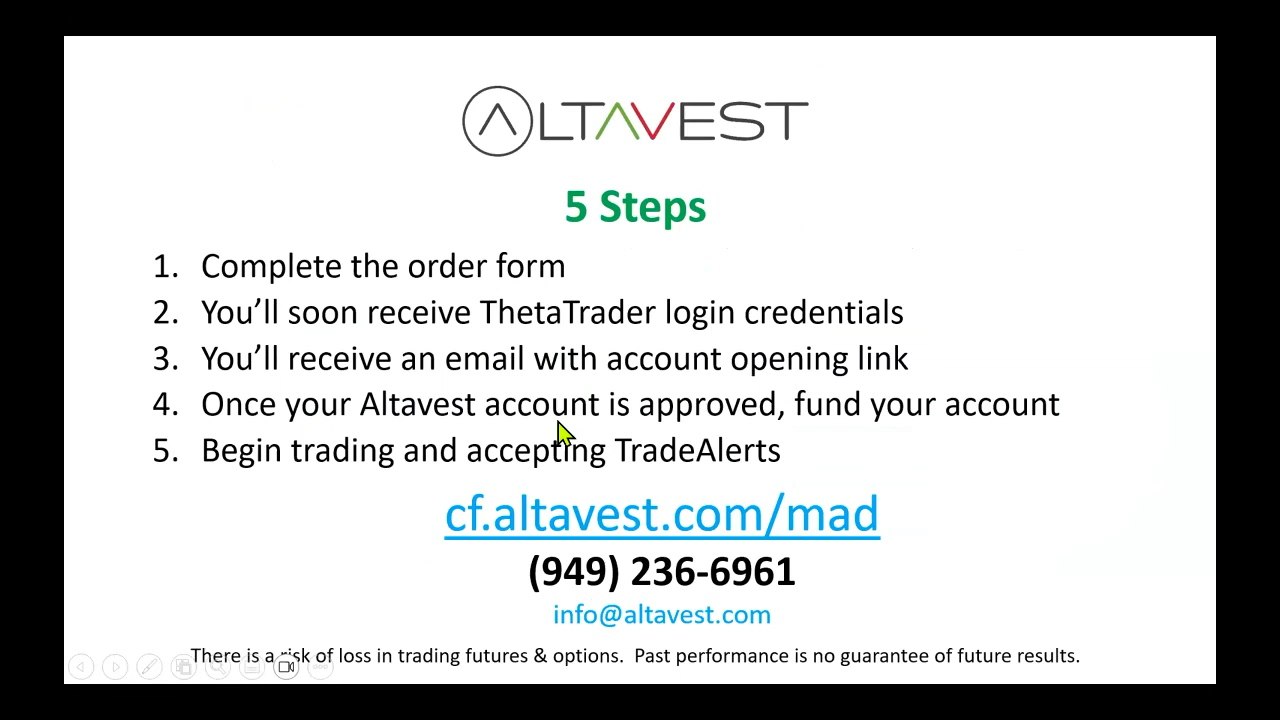 ALTAVEST
5 Steps
1. Complete the order form
2. You’ll soon receive ThetaTrader login credentials
3. You’ll receive an email with account opening link
4. Once your Altavest account is approved, fund your account
5. Begin trading and accepting TradeAlerts
cf.altavest.com/mad
(949) 236-6961
info@altavest.com
There is a risk of loss in trading futures & options. Past performance is no guarantee of future results.